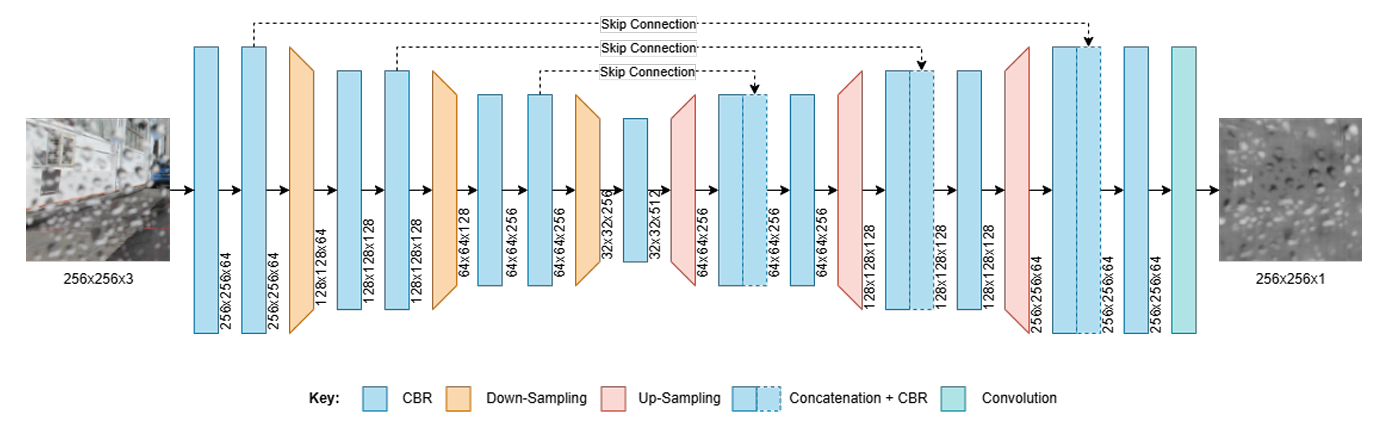 Skip Connection
Skip Connection
Skip Connection
256x256x3
256x256x64
256x256x64
128x128x64
128x128x128
128x128x128
64x64x128
64x64x256
64x64x256
32x32x256
32x32x512
64x64x256
64x64x256
64x64x256
128x128x128
128x128x128
128x128x128
256x256x64
256x256x64
256x256x64
256x256x1
Key: CBR Down-Sampling Up-Sampling Concatenation + CBR Convolution